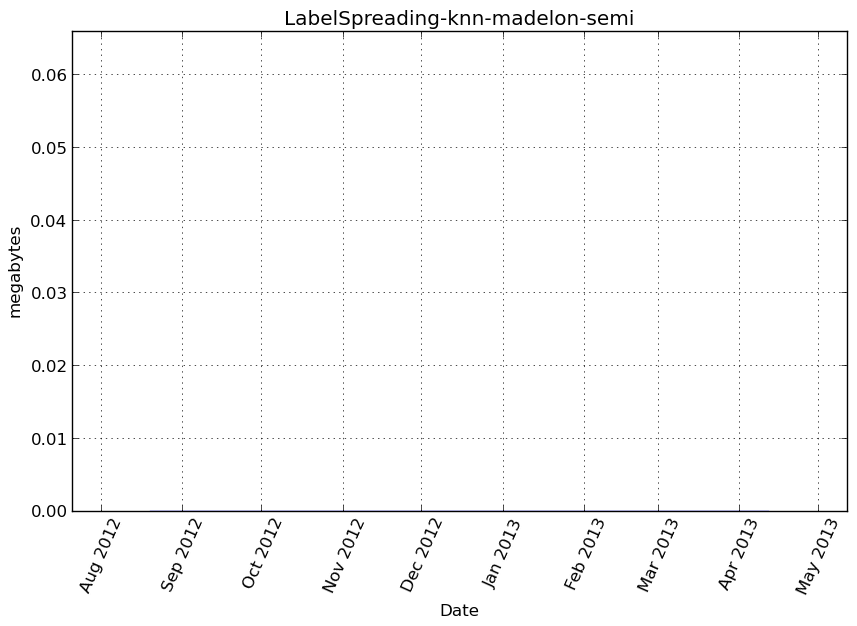 LabelSpreading-knn-madelon-semi
0.06
0.05
0.04
0.03
0.02
0.01
0.00
megabytes
Aug 2012
Sep 2012
Oct 2012
Nov 2012
Dec 2012
Jan 2013
Feb 2013
Mar 2013
Apr 2013
May 2013
Date